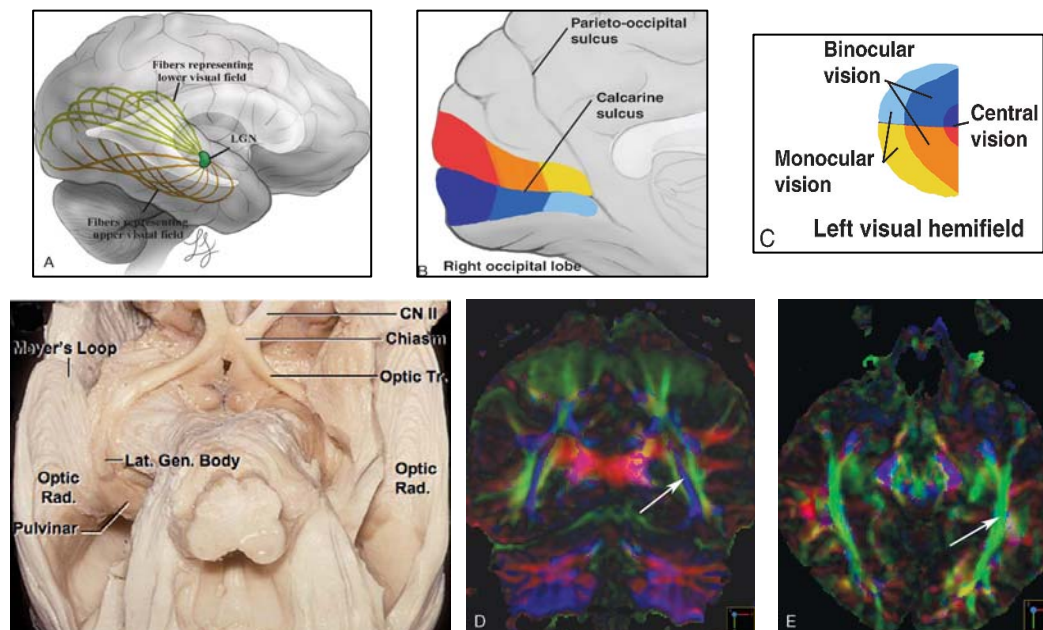 Fibers representing
lower visual field
LGN
Fibers representing
upper visual field
A
Parieto-occipital
sulcus
Calcarine
sulcus
B
Right occipital lobe
Binocular
vision
Central
vision
Monocular
vision
C
Left visual hemifield
CN II
Chiasm
Meyer's Loop
Optic Tr.
Lat. Gen. Body
Optic
Rad.
Optic
Rad.
Pulvinar
D
E